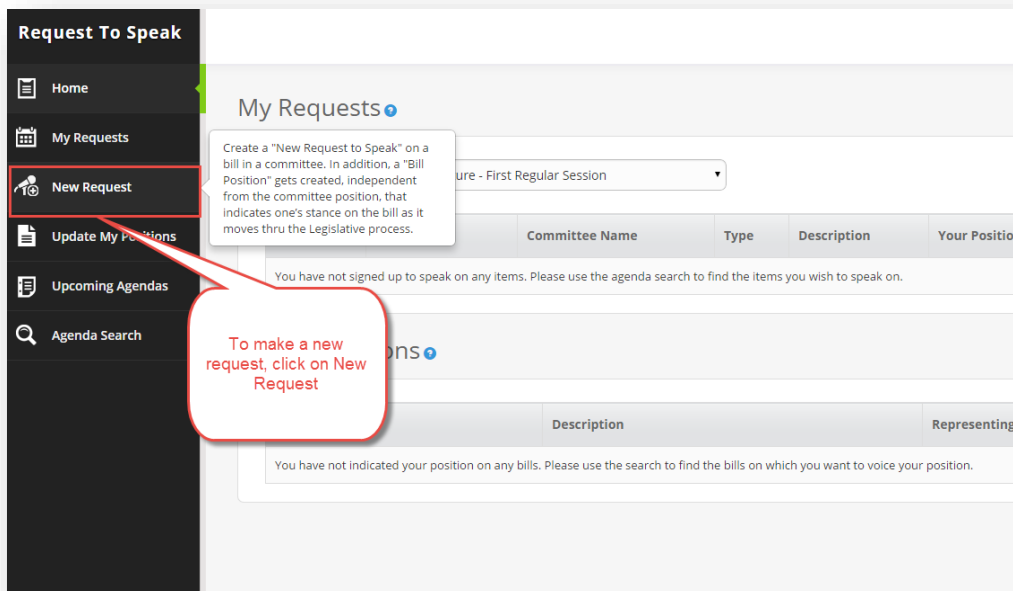 Request To Speak
Home
My Requests
New Request
Update My Positions
Upcoming Agendas
Agenda Search
My Requests
Create a "New Request to Speak" on a
bill in a committee. In addition, a "Bill
Position" gets created, independent
from the committee position, that
indicates one's stance on the bill as it
moves thru the Legislative process.
- First Regular Session
Committee Name Type Description Your
You have not signed up to speak on any items. Please use the agenda search to find the items you wish to speak on.
To make a new
request, click on New
Request
Description Representing
You have not indicated your position on any bills. Please use the search to find the bills on which you want to voice your position.